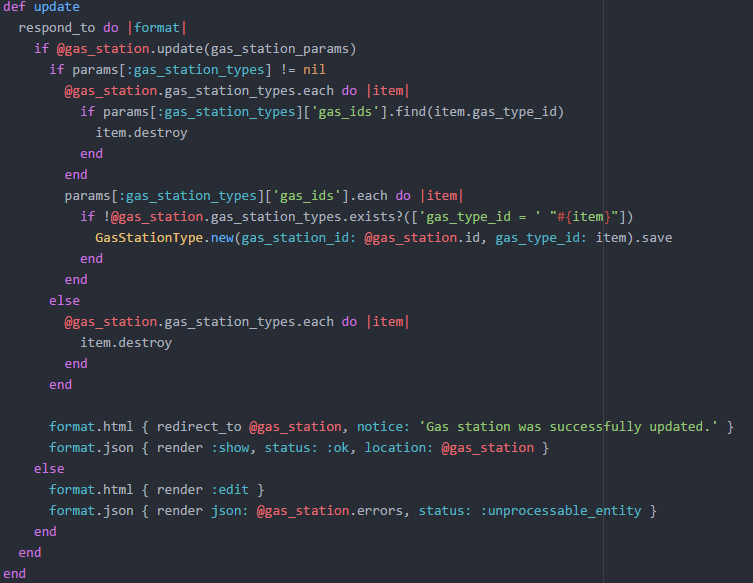 def update
  respond_to do |format|
    if @gas_station.update(gas_station_params)
      if params[:gas_station_types] != nil
        @gas_station.gas_station_types.each do |item|
          if params[:gas_station_types]['gas_ids'].find(item.gas_type_id)
            item.destroy
          end
        end
        params[:gas_station_types]['gas_ids'].each do |item|
          if !@gas_station.gas_station_types.exists?(['gas_type_id = ' "#{item}"])
            GasStationType.new(gas_station_id: @gas_station.id, gas_type_id: item).save
          end
        end
      else
        @gas_station.gas_station_types.each do |item|
          item.destroy
        end
      end

      format.html { redirect_to @gas_station, notice: 'Gas station was successfully updated.' }
      format.json { render :show, status: :ok, location: @gas_station }
    else
      format.html { render :edit }
      format.json { render json: @gas_station.errors, status: :unprocessable_entity }
    end
  end
end